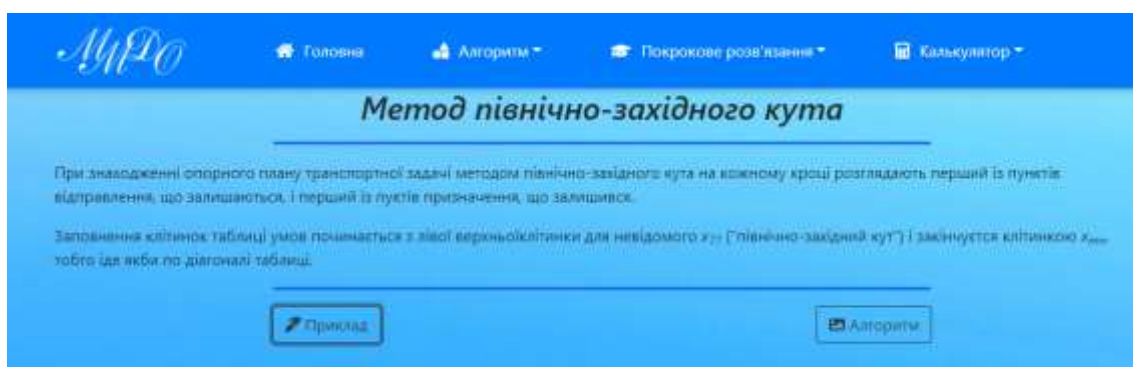 МИДО
Головна
Алгоритм
Покрокове розв'язання
Калькулятор
Метод північно-західного кута
При знаходженні опорного плану транспортної задачі методом північно-західного кута на кожному кроці розглядають перший із пунктів
відправлення, що залишаються, і перший із пуктів призначення, що залишився.
Заповнення клітинок таблиці умов починається з лівої верхньоїклітинки для невідомого x₁₁ ("північно-західний кут") і закінчуєтся клітинкою xₘₙ,
тобто іде якби по діагоналі таблиці.
Приклад
Алгоритм